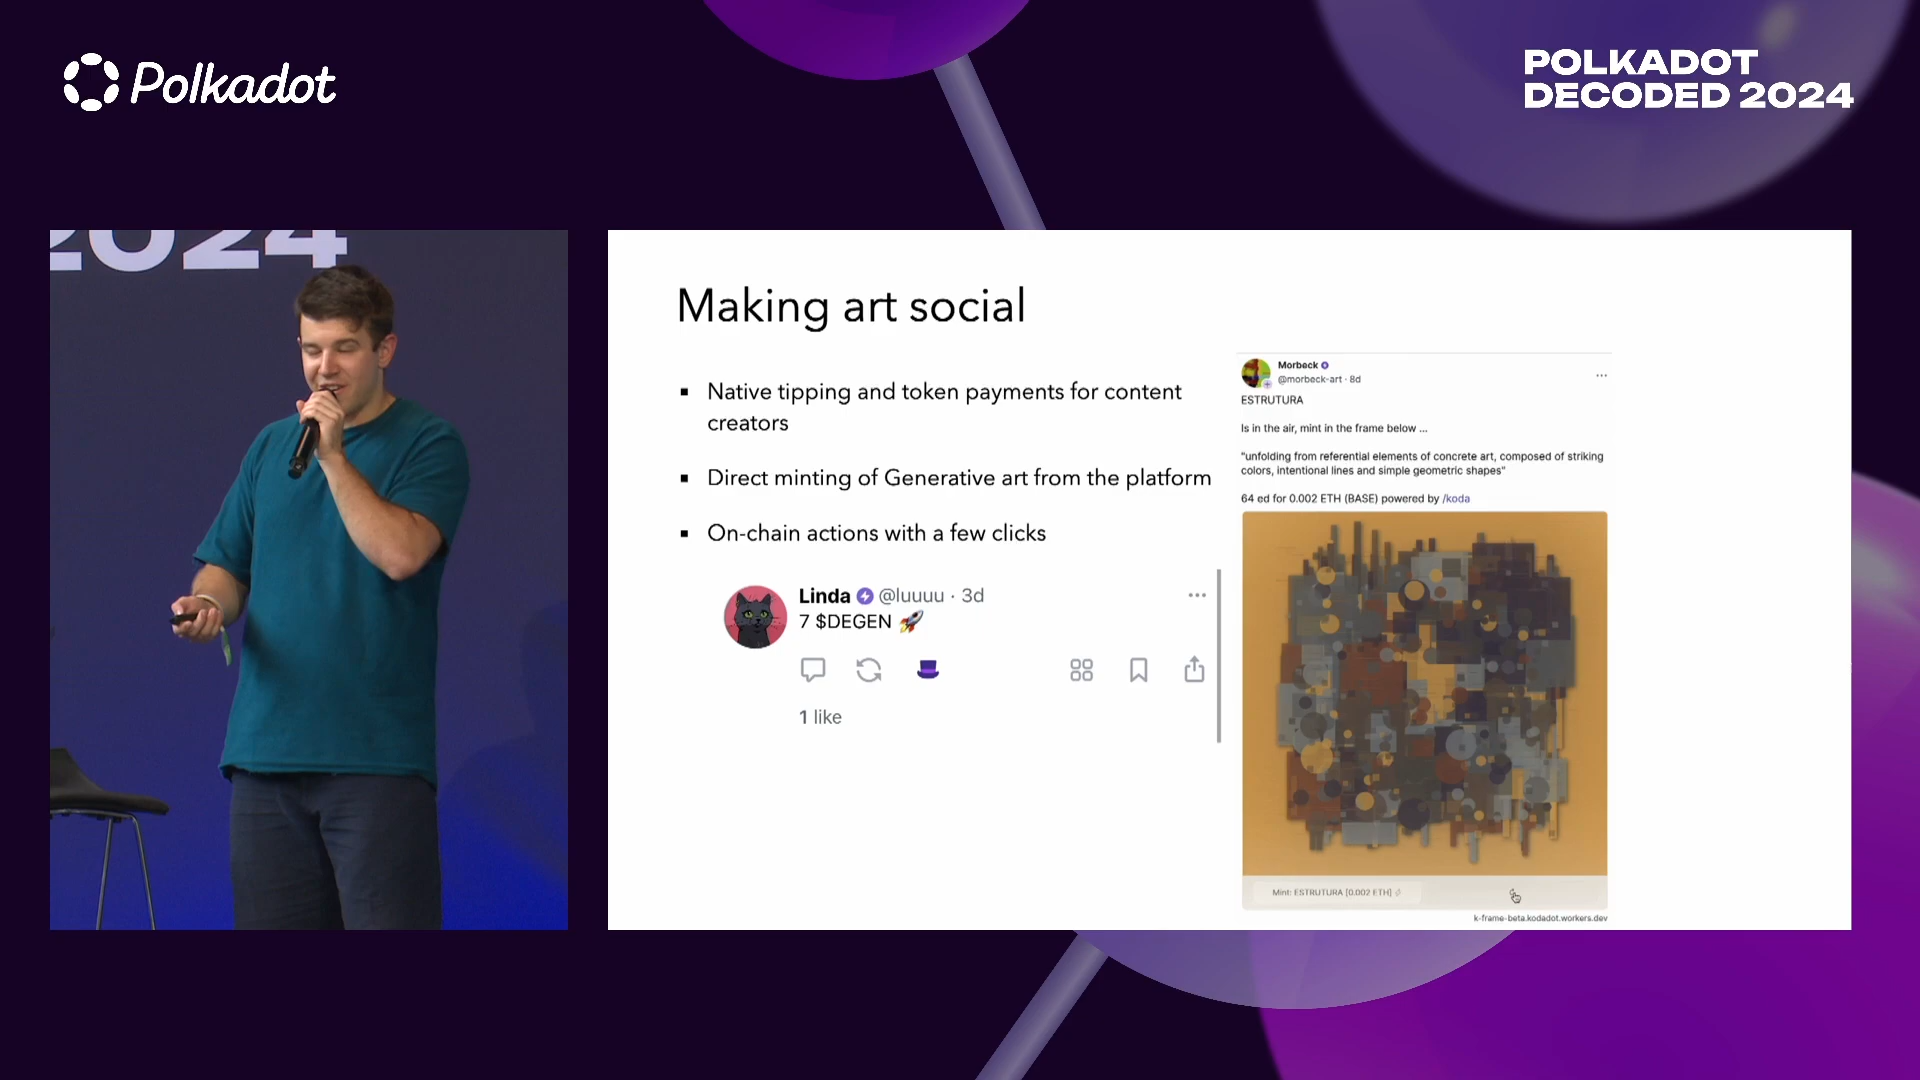 Polkadot
POLKADOT
DECODED 2024
2024
Making art social
Native tipping and token payments for content
creators
Direct minting of Generative art from the platform
On-chain actions with a few clicks
Linda @luuuu · 3d
7 $DEGEN 🚀
1 like
Morbeck
@morbeck-art · 8d
ESTRUTURA
Is in the air, mint in the frame below ...
"unfolding from referential elements of concrete art, composed of striking
colors, intentional lines and simple geometric shapes"
64 ed for 0.002 ETH (BASE) powered by /koda
Mint: ESTRUTURA [0.002 ETH]
k-frame-beta.kodadot.workers.dev